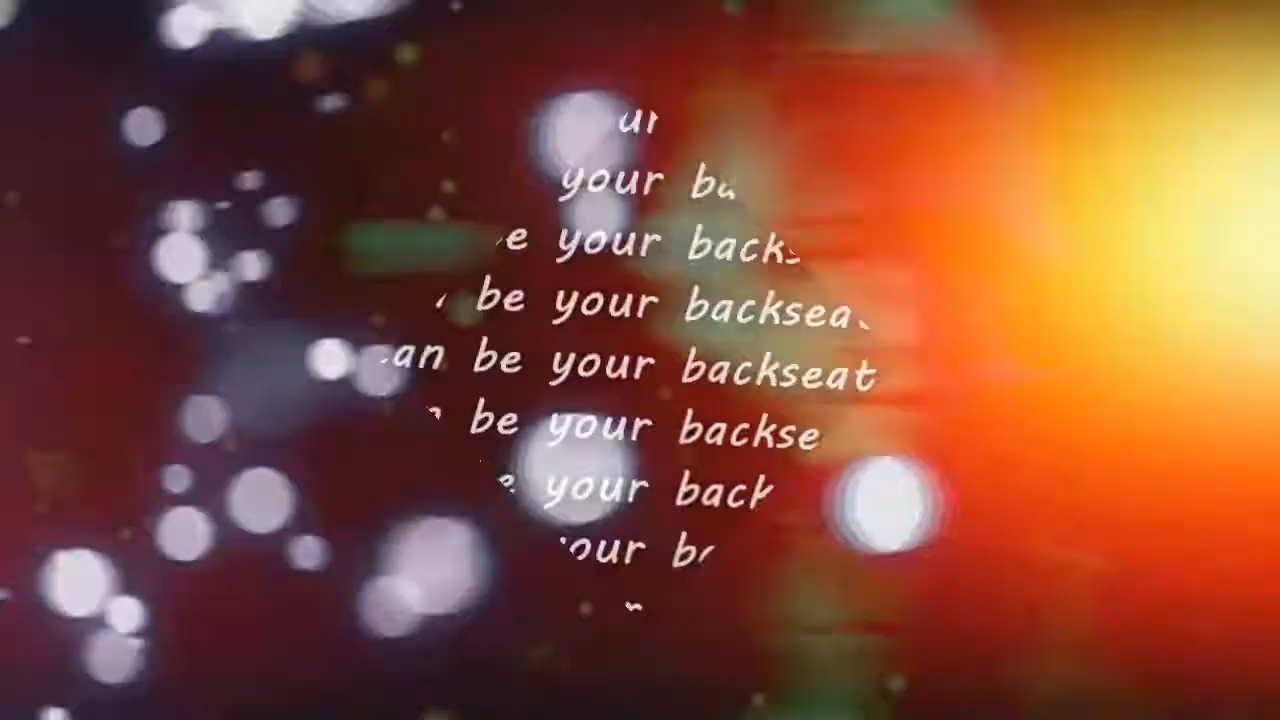 ur
your ba
e your backs
be your backsea
an be your backseat
be your backse
e your back
our b